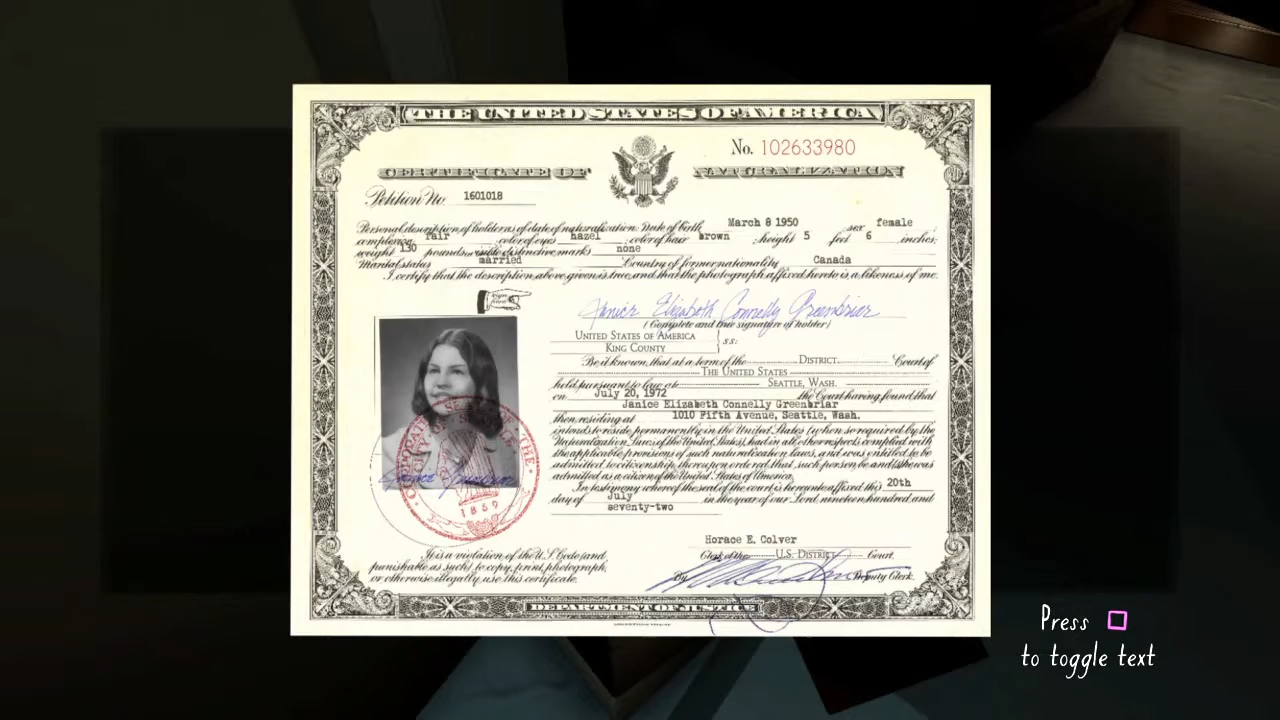 THE UNITED STATES OF AMERICA
No. 102633980
CERTIFICATE OF NATURALIZATION
Petition No. 1601018
Personal description of holder as of date of naturalization: Date of birth March 8 1950 sex female
complexion fair color of eyes hazel color of hair brown height 5 feet 6 inches;
weight 130 pounds; visible distinctive marks none
Marital status married Country of former nationality Canada
I certify that the description above given is true, and that the photograph affixed hereto is a likeness of me.
Sign here
Janice Elizabeth Connelly Greenbriar
(Complete and true signature of holder)
UNITED STATES OF AMERICA
KING COUNTY
ss:
Be it known, that at a term of the DISTRICT Court of
THE UNITED STATES
held pursuant to law at SEATTLE, WASH.
on July 20, 1972 the Court having found that
Janice Elizabeth Connelly Greenbriar
then residing at 1010 Fifth Avenue, Seattle, Wash.
intends to reside permanently in the United States (when so required by the
Naturalization Laws of the United States), had in all other respects complied with
the applicable provisions of such naturalization laws, and was entitled to be
admitted to citizenship, thereupon ordered that such person be and (s)he was
admitted as a citizen of the United States of America.
In testimony whereof the seal of the court is hereunto affixed this 20th
day of July in the year of our Lord nineteen hundred and
seventy-two
1859
It is a violation of the U.S. Code (and
punishable as such) to copy, print, photograph,
or otherwise illegally use this certificate.
Horace E. Colver
Clerk of the U.S. DISTRICT Court.
By Deputy Clerk.
DEPARTMENT OF JUSTICE
Press
to toggle text